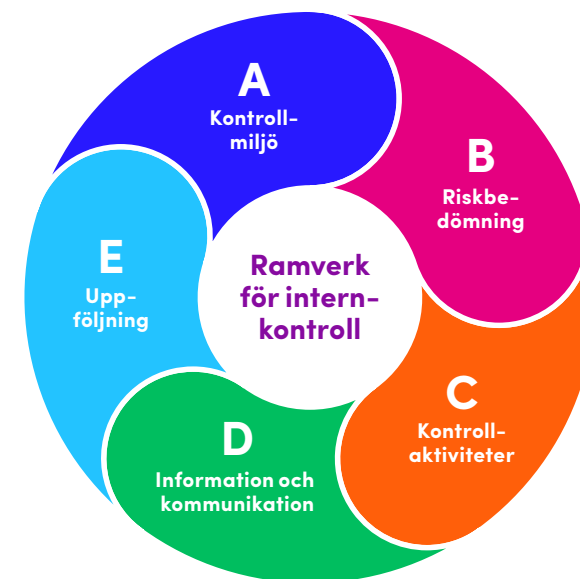 A
Kontroll-
miljö
B
Riskbe-
dömning
C
Kontroll-
aktiviteter
D
Information och
kommunikation
E
Upp-
följning
Ramverk
för intern-
kontroll